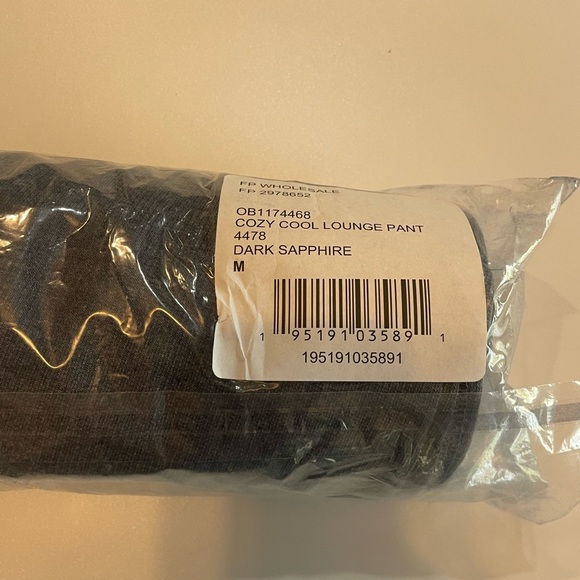 FP WHOLESALE
FP 2978652
OB1174468
COZY COOL LOUNGE PANT
4478
DARK SAPPHIRE
M
1 95191 03589 1
195191035891